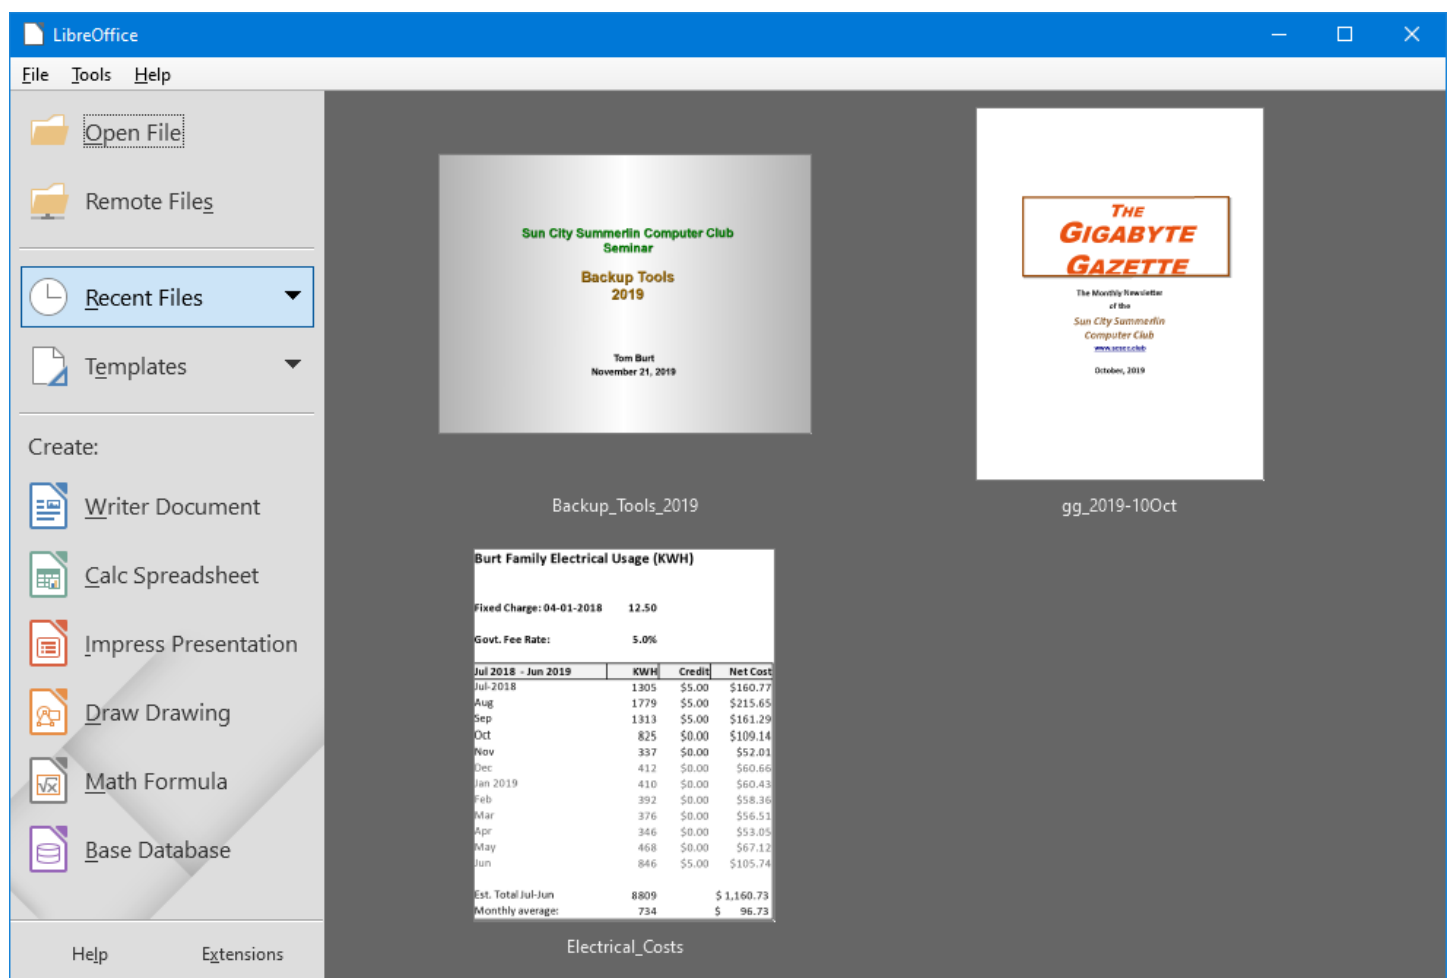 LibreOffice
File Tools Help
Open File
Remote Files
Recent Files
Templates
Create:
Writer Document
Calc Spreadsheet
Impress Presentation
Draw Drawing
Math Formula
Base Database
Help Extensions
Sun City Summerlin Computer Club
Seminar
Backup Tools
2019
Tom Burt
November 21, 2019
Backup_Tools_2019
THE
GIGABYTE
GAZETTE
The Monthly Newsletter
of the
Sun City Summerlin
Computer Club
www.scscc.club
October, 2019
gg_2019-10Oct
Burt Family Electrical Usage (KWH)
Fixed Charge: 04-01-2018 12.50
Govt. Fee Rate: 5.0%
Jul 2018 - Jun 2019 KWH Credit Net Cost
Jul-2018 1305 $5.00 $160.77
Aug 1779 $5.00 $215.65
Sep 1313 $5.00 $161.29
Oct 825 $0.00 $109.14
Nov 337 $0.00 $52.01
Dec 412 $0.00 $60.66
Jan 2019 410 $0.00 $60.43
Feb 392 $0.00 $58.36
Mar 376 $0.00 $56.51
Apr 346 $0.00 $53.05
May 468 $0.00 $67.12
Jun 846 $5.00 $105.74
Est. Total Jul-Jun 8809 $ 1,160.73
Monthly average: 734 $ 96.73
Electrical_Costs